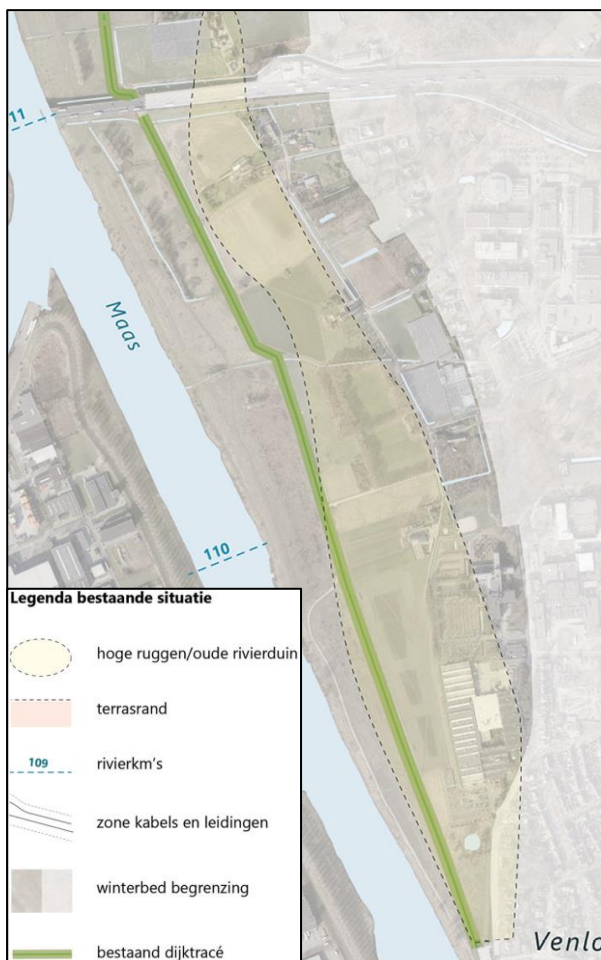 11
Maas
110
Legenda bestaande situatie
hoge ruggen/oude rivierduin
terrasrand
109
rivierkm's
zone kabels en leidingen
winterbed begrenzing
bestaand dijktracé
Venlo